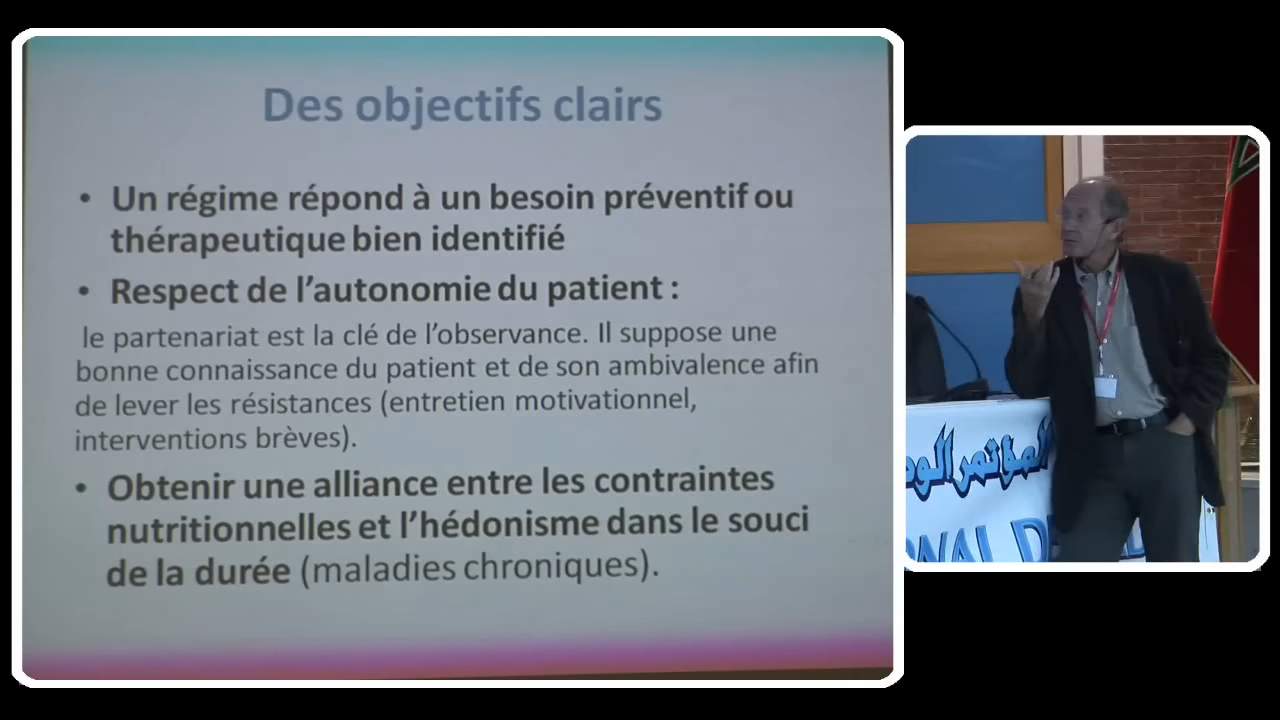 Des objectifs clairs
• Un régime répond à un besoin préventif ou
thérapeutique bien identifié
• Respect de l'autonomie du patient :
le partenariat est la clé de l'observance. Il suppose une
bonne connaissance du patient et de son ambivalence afin
de lever les résistances (entretien motivationnel,
interventions brèves).
• Obtenir une alliance entre les contraintes
nutritionnelles et l'hédonisme dans le souci
de la durée (maladies chroniques).
المؤتمر